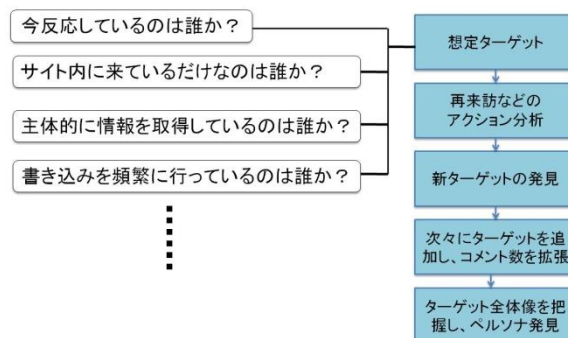 今反応しているのは誰か？
サイト内に来ているだけなのは誰か？
主体的に情報を取得しているのは誰か？
書き込みを頻繁に行っているのは誰か？
想定ターゲット
再来訪などの
アクション分析
新ターゲットの発見
次々にターゲットを追
加し、コメント数を拡張
ターゲット全体像を把
握し、ペルソナ発見